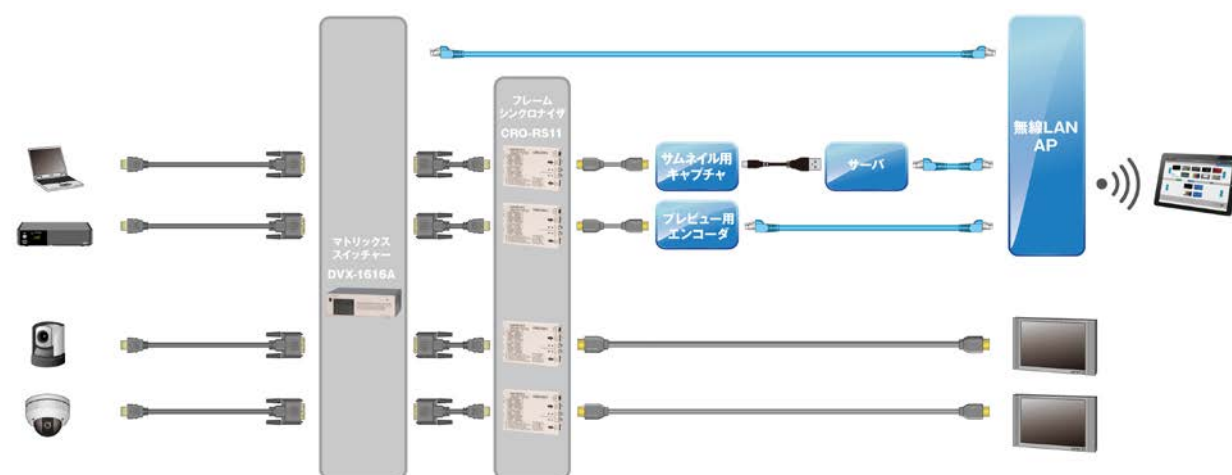 フレーム
シンクロナイザ
CRO-RS11
無線LAN
AP
サムネイル用
キャプチャ
サーバ
プレビュー用
エンコーダ
マトリックス
スイッチャー
DVX-1616A